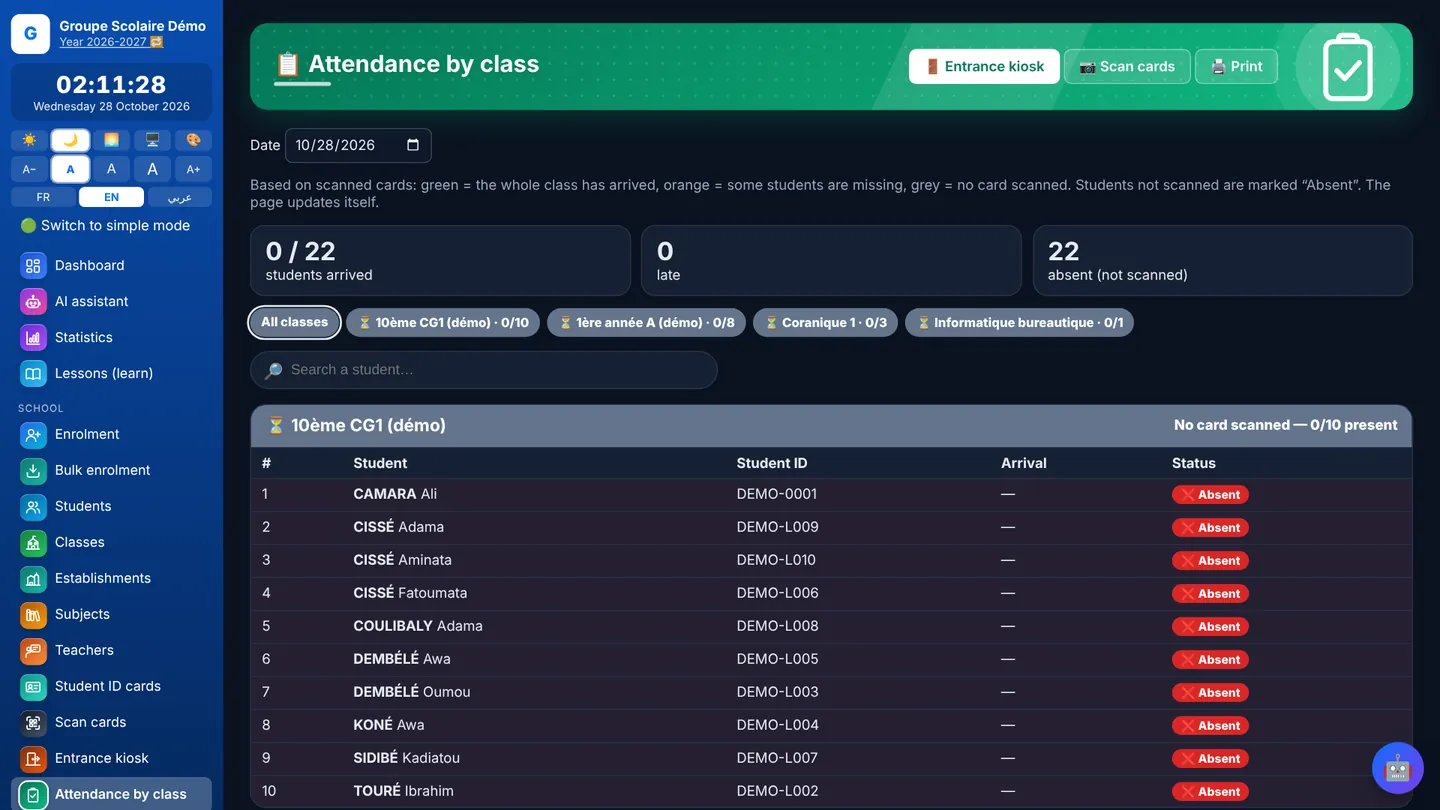 G
Groupe Scolaire Démo
Year 2026-2027
02:11:28
Wednesday 28 October 2026
A−
A
A
A
A+
FR
EN
عربي
Switch to simple mode
Dashboard
AI assistant
Statistics
Lessons (learn)
SCHOOL
Enrolment
Bulk enrolment
Students
Classes
Establishments
Subjects
Teachers
Student ID cards
Scan cards
Entrance kiosk
Attendance by class
Attendance by class
Entrance kiosk
Scan cards
Print
Date 10/28/2026
Based on scanned cards: green = the whole class has arrived, orange = some students are missing, grey = no card scanned. Students not scanned are marked “Absent”. The
page updates itself.
0 / 22
students arrived
0
late
22
absent (not scanned)
All classes
10ème CG1 (démo) · 0/10
1ère année A (démo) · 0/8
Coranique 1 · 0/3
Informatique bureautique · 0/1
Search a student…
10ème CG1 (démo)
No card scanned — 0/10 present
# Student Student ID Arrival Status
1 CAMARA Ali DEMO-0001 — Absent
2 CISSÉ Adama DEMO-L009 — Absent
3 CISSÉ Aminata DEMO-L010 — Absent
4 CISSÉ Fatoumata DEMO-L006 — Absent
5 COULIBALY Adama DEMO-L008 — Absent
6 DEMBÉLÉ Awa DEMO-L005 — Absent
7 DEMBÉLÉ Oumou DEMO-L003 — Absent
8 KONÉ Awa DEMO-L004 — Absent
9 SIDIBÉ Kadiatou DEMO-L007 — Absent
10 TOURÉ Ibrahim DEMO-L002 — Absent